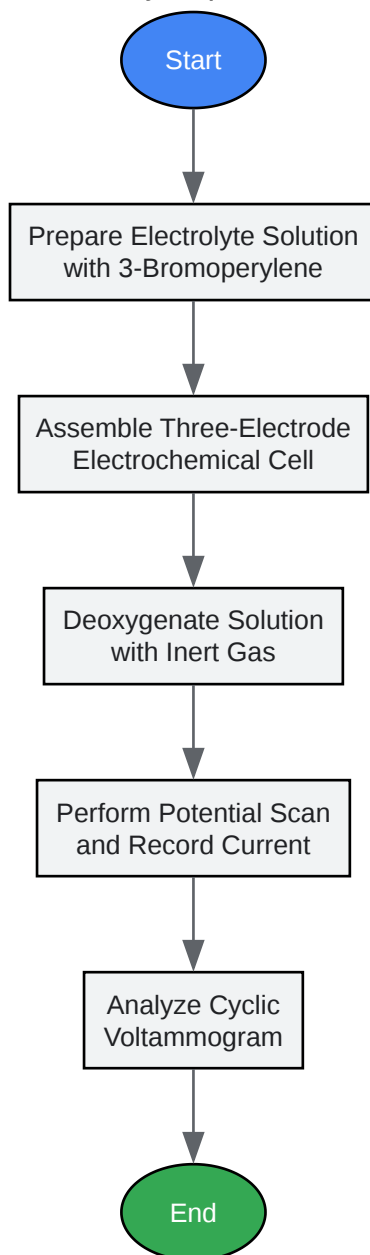 Start
Prepare Electrolyte Solution
with 3-Bromoperylene
Assemble Three-Electrode
Electrochemical Cell
Deoxygenate Solution
with Inert Gas
Perform Potential Scan
and Record Current
Analyze Cyclic
Voltammogram
End